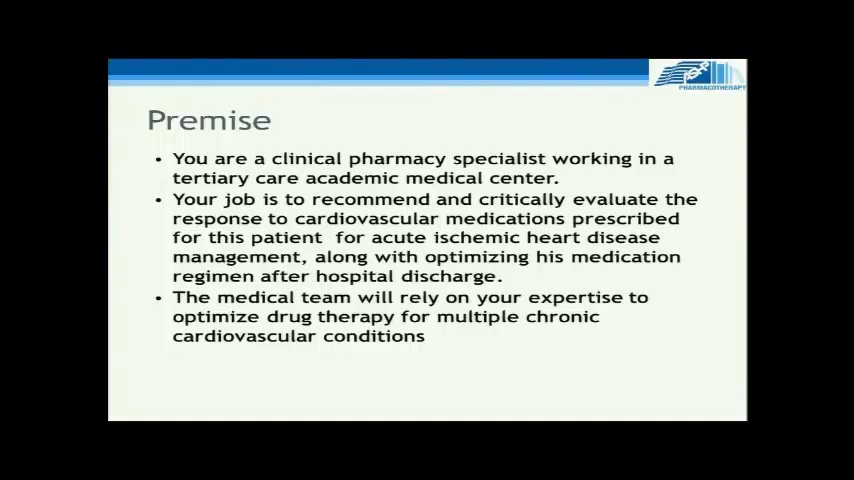 ASHP
PHARMACOTHERAPY
Premise
• You are a clinical pharmacy specialist working in a
tertiary care academic medical center.
• Your job is to recommend and critically evaluate the
response to cardiovascular medications prescribed
for this patient  for acute ischemic heart disease
management, along with optimizing his medication
regimen after hospital discharge.
• The medical team will rely on your expertise to
optimize drug therapy for multiple chronic
cardiovascular conditions